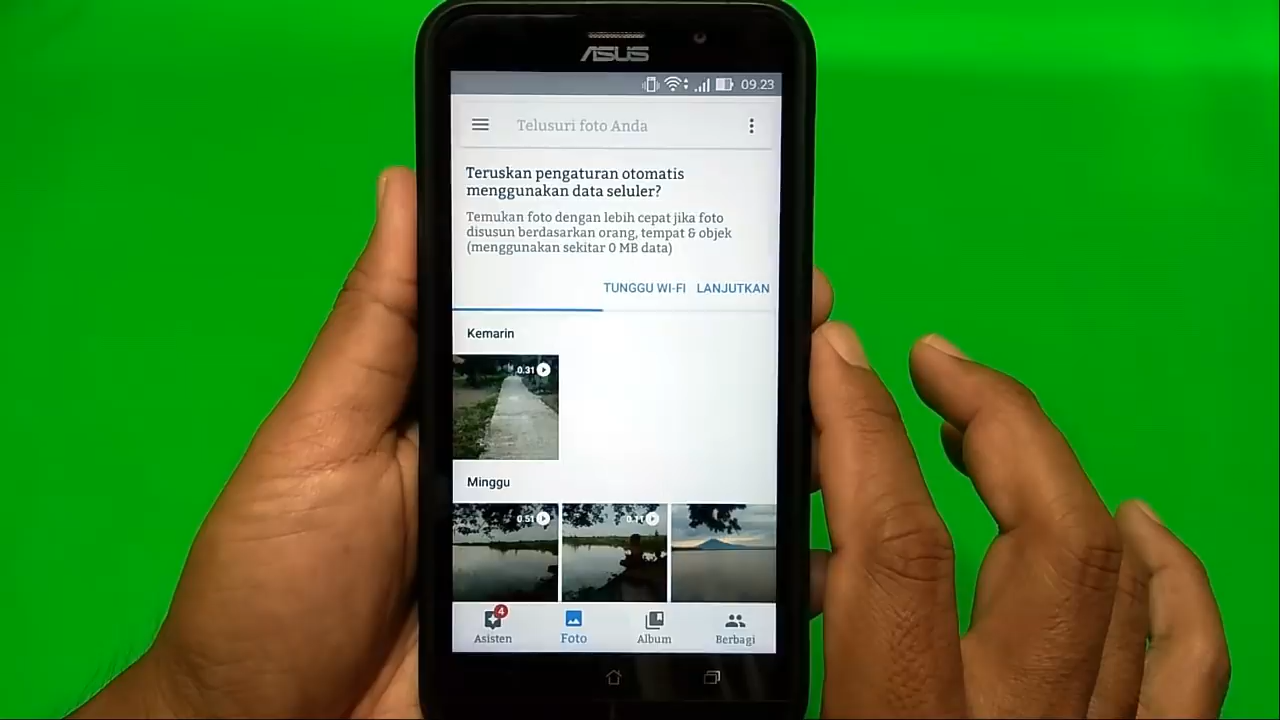 ASUS
09.23
Telusuri foto Anda
Teruskan pengaturan otomatis
menggunakan data seluler?
Temukan foto dengan lebih cepat jika foto
disusun berdasarkan orang, tempat & objek
(menggunakan sekitar 0 MB data)
TUNGGU WI-FI LANJUTKAN
Kemarin
0.31
Minggu
0.51 0.11
4
Asisten Foto Album Berbagi